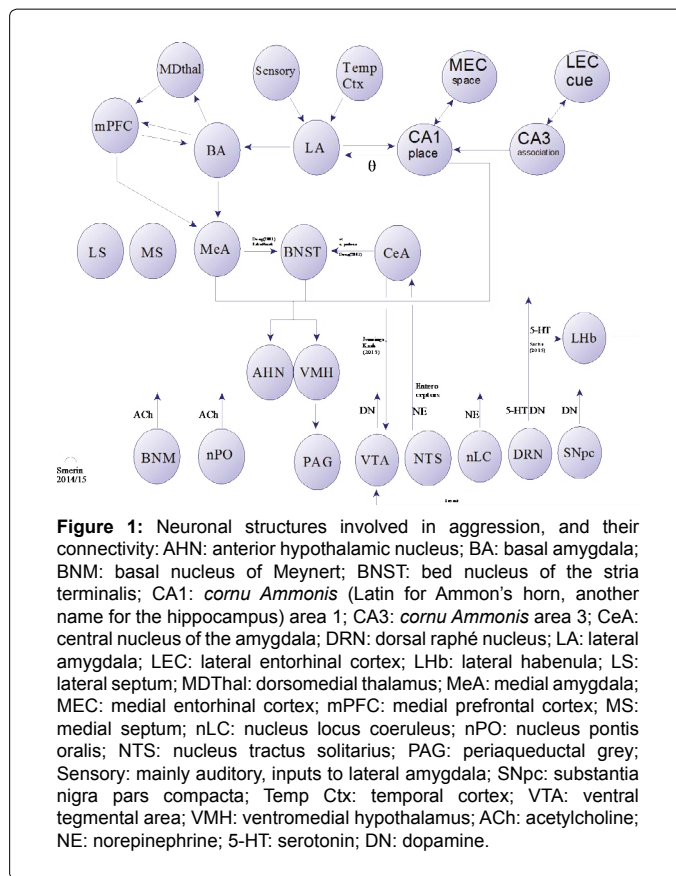 MDthal
Sensory
Temp
Ctx
MEC
space
LEC
cue
mPFC
BA
LA
θ
CA1
place
CA3
association
LS
MS
MeA
BNST
CeA
AHN
VMH
5-HT
LHb
Entero
NE
ACh
ACh
DN
NE
5-HT DN
DN
BNM
nPO
PAG
VTA
NTS
nLC
DRN
SNpc
Smerin
2014/15
Figure 1: Neuronal structures involved in aggression, and their
connectivity: AHN: anterior hypothalamic nucleus; BA: basal amygdala;
BNM: basal nucleus of Meynert; BNST: bed nucleus of the stria
terminalis; CA1: cornu Ammonis (Latin for Ammon's horn, another
name for the hippocampus) area 1; CA3: cornu Ammonis area 3; CeA:
central nucleus of the amygdala; DRN: dorsal raphé nucleus; LA: lateral
amygdala; LEC: lateral entorhinal cortex; LHb: lateral habenula; LS:
lateral septum; MDThal: dorsomedial thalamus; MeA: medial amygdala;
MEC: medial entorhinal cortex; mPFC: medial prefrontal cortex; MS:
medial septum; nLC: nucleus locus coeruleus; nPO: nucleus pontis
oralis; NTS: nucleus tractus solitarius; PAG: periaqueductal grey;
Sensory: mainly auditory, inputs to lateral amygdala; SNpc: substantia
nigra pars compacta; Temp Ctx: temporal cortex; VTA: ventral
tegmental area; VMH: ventromedial hypothalamus; ACh: acetylcholine;
NE: norepinephrine; 5-HT: serotonin; DN: dopamine.